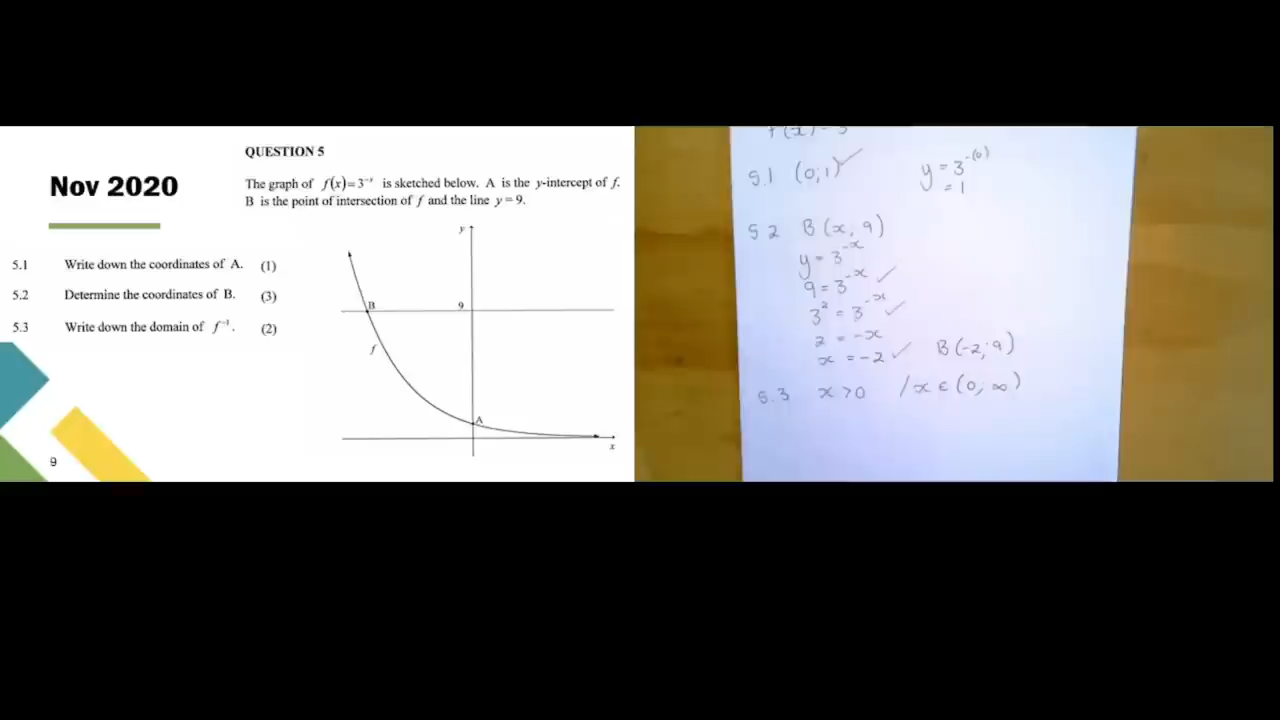 Nov 2020
5.1 Write down the coordinates of A. (1)
5.2 Determine the coordinates of B. (3)
5.3 Write down the domain of f⁻¹. (2)
9
QUESTION 5
The graph of f(x)=3⁻ˣ is sketched below. A is the y-intercept of f.
B is the point of intersection of f and the line y = 9.
y
B
9
f
A
x
5.1 (0;1) ✓ y = 3^-(0)
= 1
5.2 B(x, 9)
y = 3^-x
9 = 3^-x ✓
3² = 3^-x ✓
2 = -x
x = -2 ✓ B(-2;9)
5.3 x > 0 / x ∈ (0; ∞)